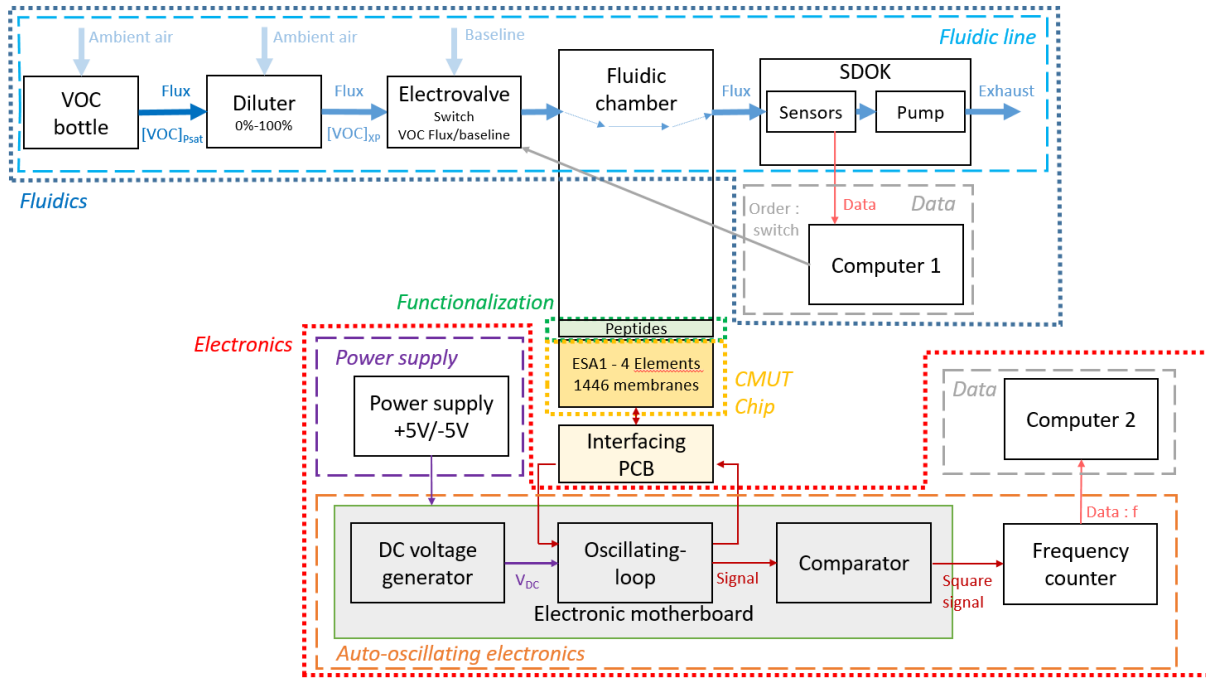 Ambient air
Ambient air
Baseline
Fluidic line
VOC
bottle
Flux
[VOC]Psat
Diluter
0%-100%
Flux
[VOC]XP
Electrovalve
Switch
VOC Flux/baseline
Fluidic
chamber
Flux
SDOK
Sensors
Pump
Exhaust
Fluidics
Order :
switch
Data
Data
Computer 1
Functionalization
Peptides
Electronics
Power supply
Power supply
+5V/-5V
ESA1 - 4 Elements
1446 membranes
CMUT
Chip
Interfacing
PCB
Data
Computer 2
Data : f
DC voltage
generator
VDC
Oscillating-
loop
Signal
Comparator
Square
signal
Frequency
counter
Electronic motherboard
Auto-oscillating electronics